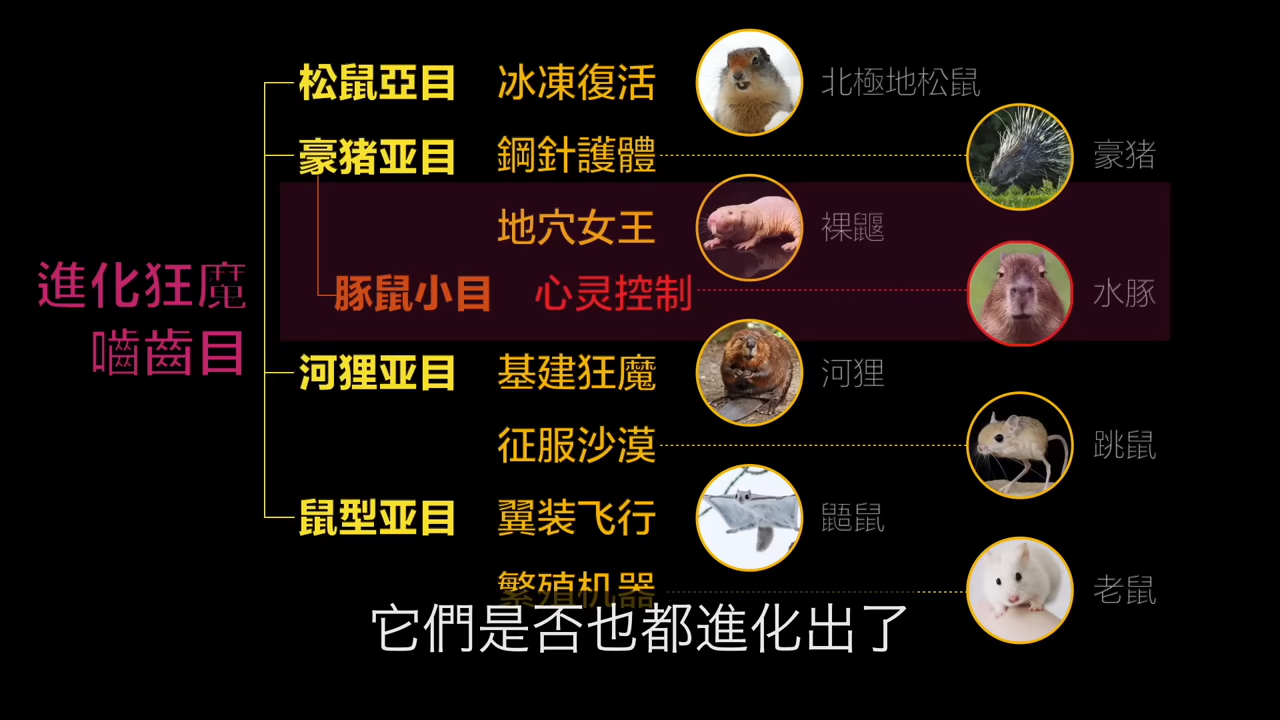 松鼠亞目 冰凍復活 北極地松鼠
豪猪亚目 鋼針護體 豪猪
地穴女王 裸鼴
進化狂魔
嚙齒目
豚鼠小目 心灵控制 水豚
河狸亚目 基建狂魔 河狸
征服沙漠 跳鼠
鼠型亚目 翼装飞行 鼯鼠
繁殖机器 老鼠
它們是否也都進化出了